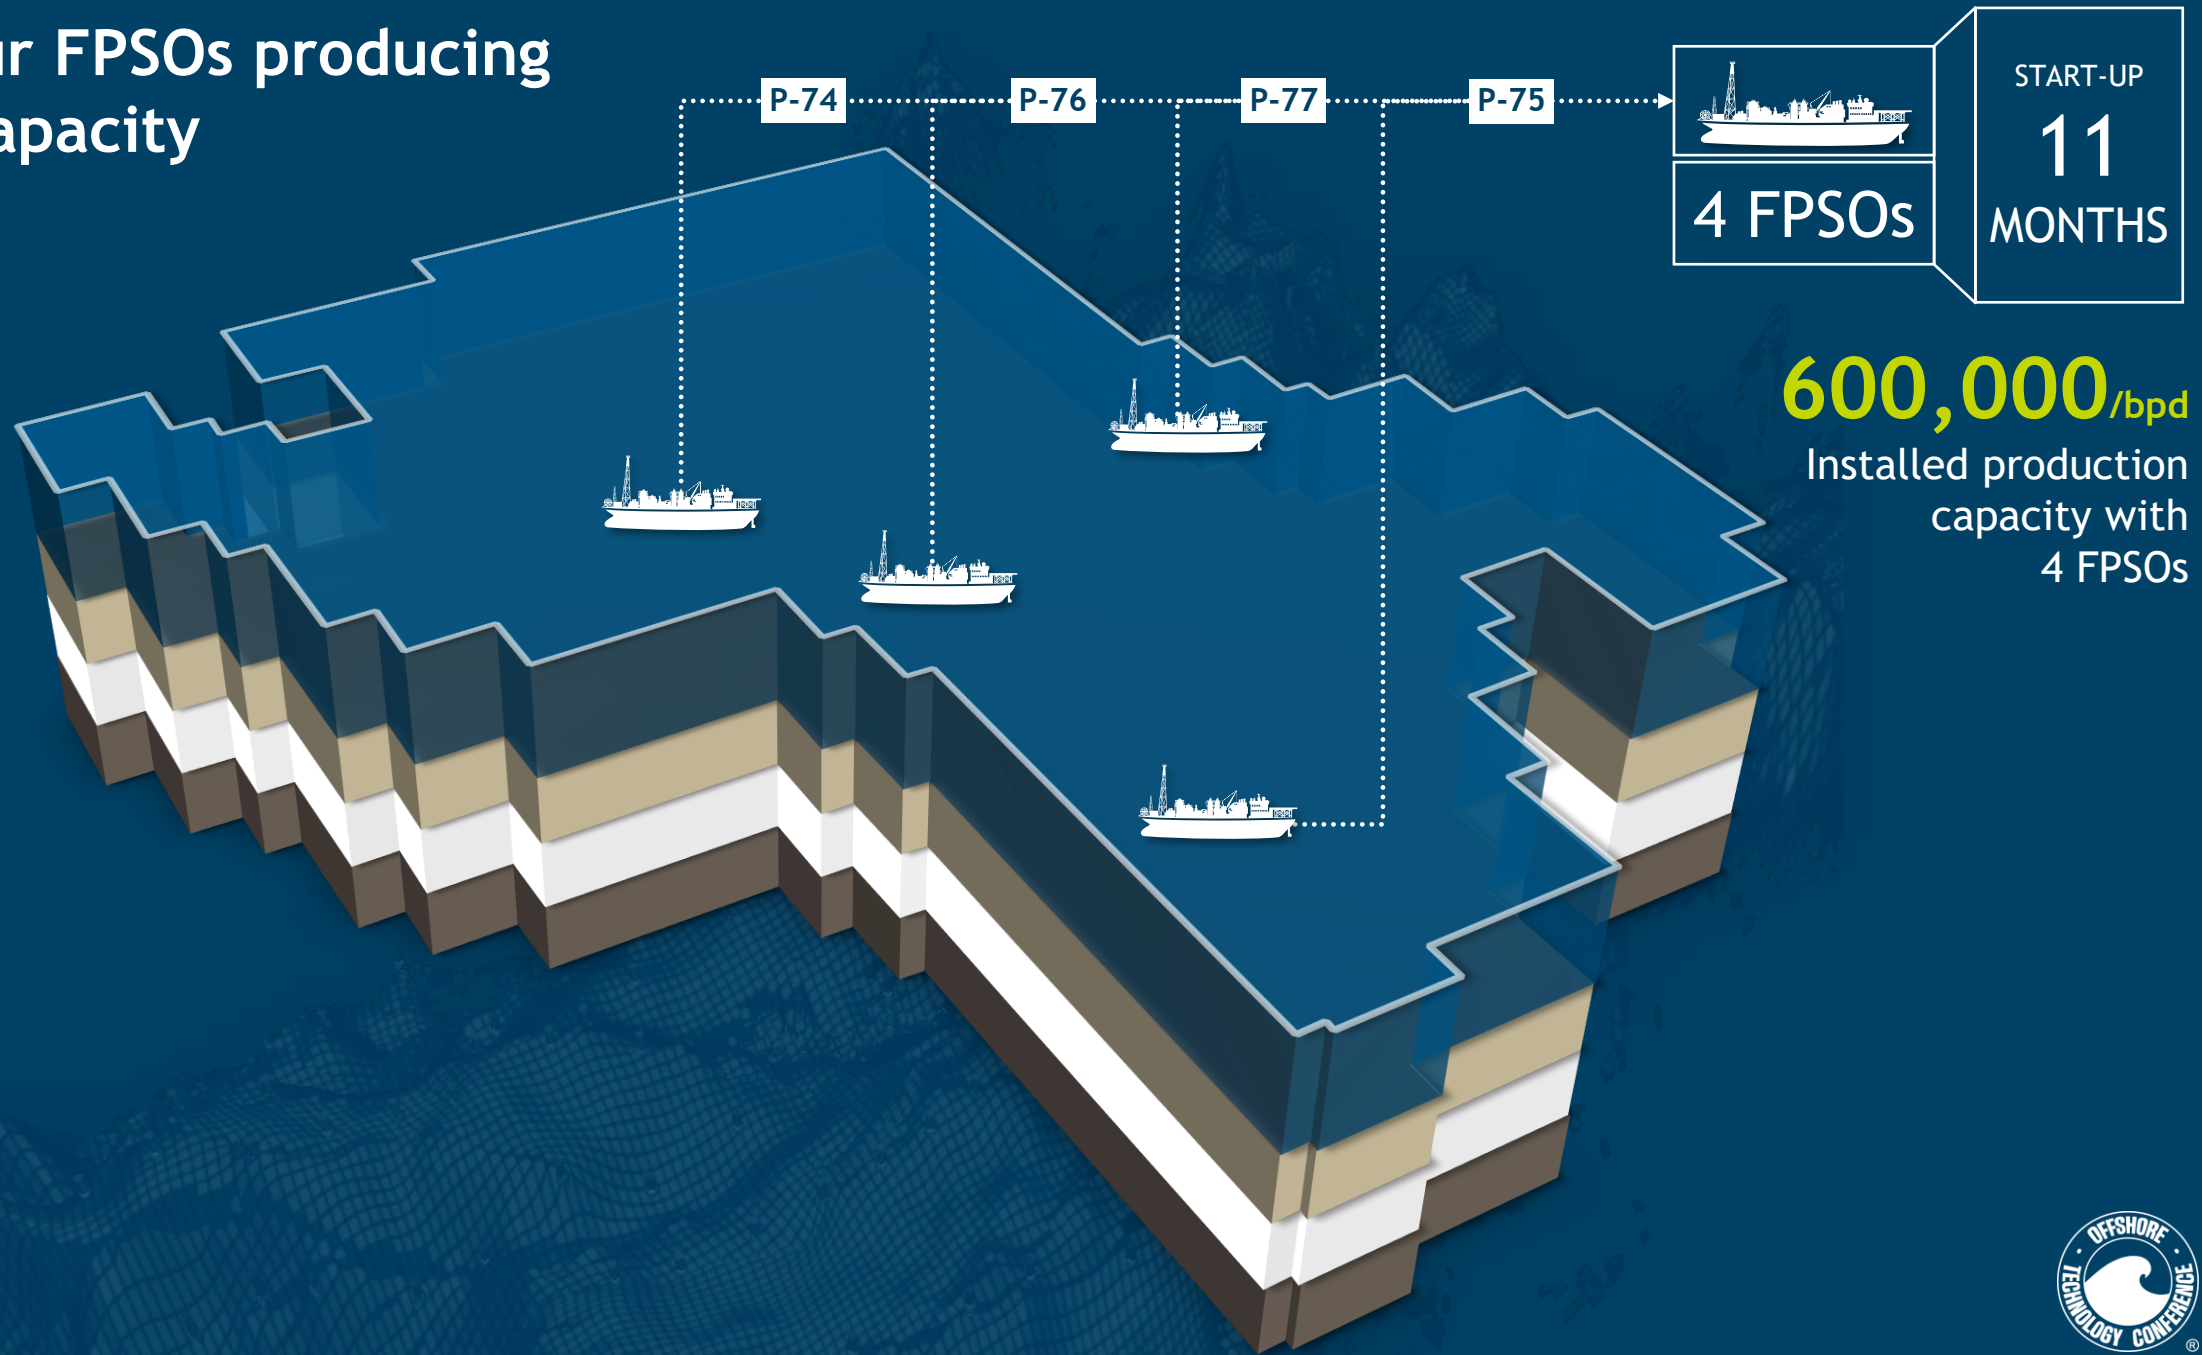 ur FPSOs producing
apacity
P-74
P-76
P-77
P-75
4 FPSOs
START-UP
11
MONTHS
600,000/bpd
Installed production
capacity with
4 FPSOs
OFFSHORE
TECHNOLOGY CONFERENCE
®